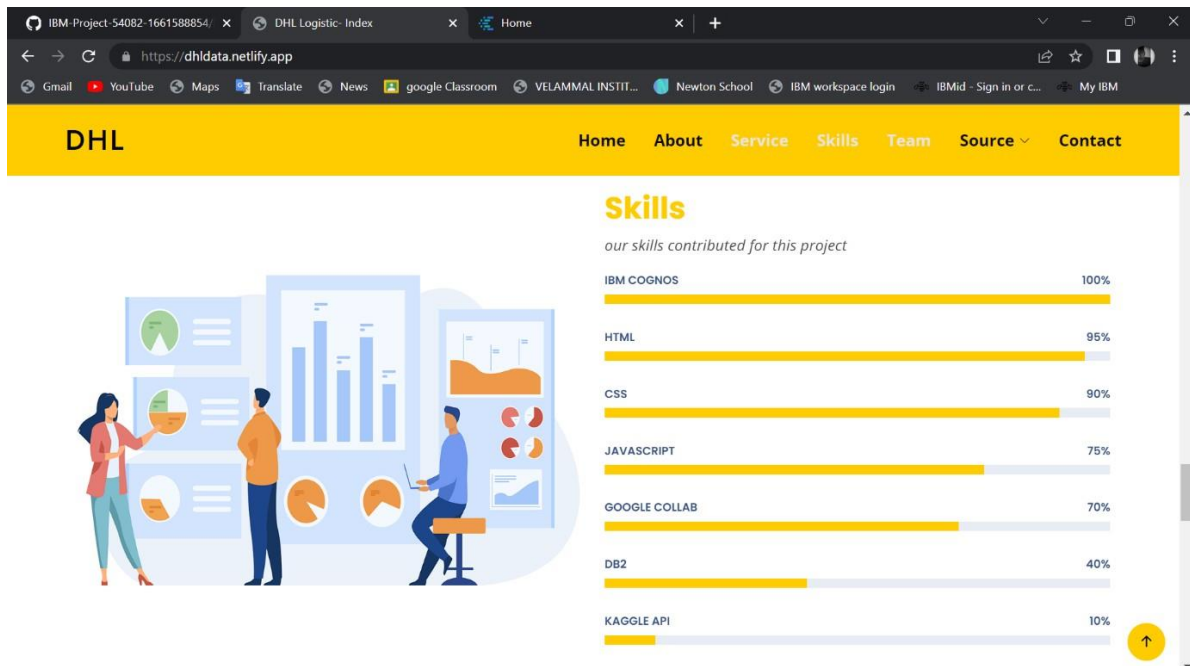 IBM-Project-54082-1661588854/
DHL Logistic- Index
Home
https://dhldata.netlify.app
Gmail YouTube Maps Translate News google Classroom VELAMMAL INSTIT... Newton School IBM workspace login IBMid - Sign in or c... My IBM
DHL
Home About Service Skills Team Source Contact
Skills
our skills contributed for this project
IBM COGNOS 100%
HTML 95%
CSS 90%
JAVASCRIPT 75%
GOOGLE COLLAB 70%
DB2 40%
KAGGLE API 10%